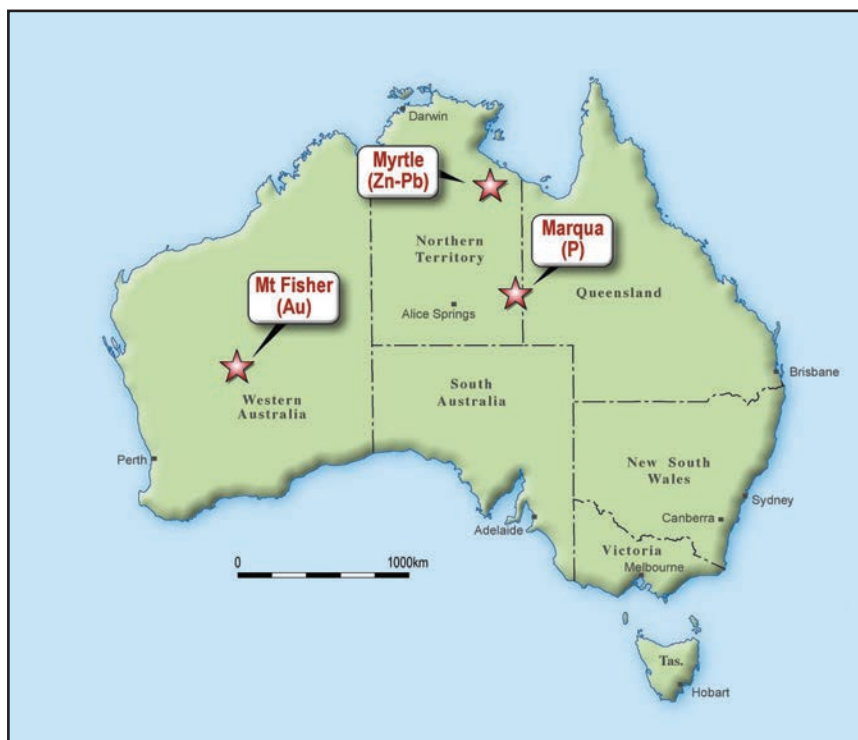 Darwin
Myrtle
(Zn-Pb)
Marqua
(P)
Northern
Territory
Mt Fisher
(Au)
Alice Springs
Queensland
Western
Australia
South
Australia
Brisbane
Perth
New South
Wales
Sydney
Canberra
Adelaide
Victoria
Melbourne
0 1000km
Tas.
Hobart